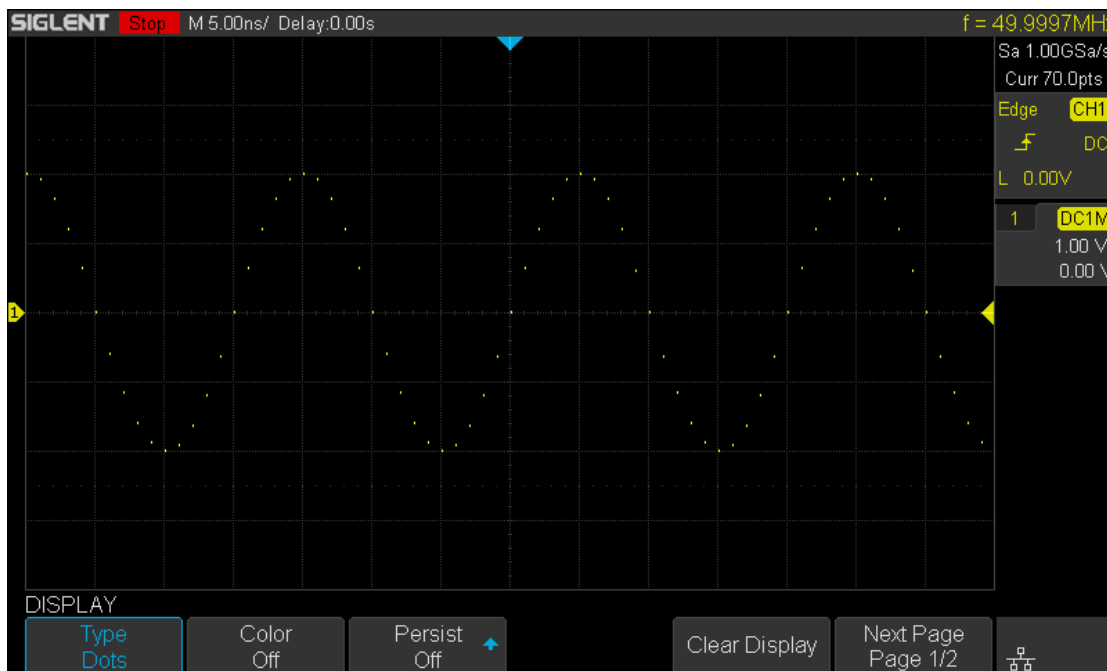 SIGLENT Stop M 5.00ns/ Delay:0.00s f = 49.9997MHz
Sa 1.00GSa/s
Curr 70.0pts
Edge CH1
DC
L 0.00V
1 DC1M
1.00 V
0.00 V
1
DISPLAY
Type
Dots
Color
Off
Persist
Off
Clear Display
Next Page
Page 1/2